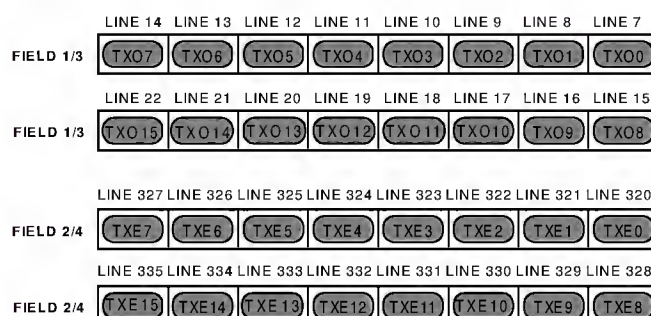 LINE 14 LINE 13 LINE 12 LINE 11 LINE 10 LINE 9 LINE 8 LINE 7
FIELD 1/3 TXO7 TXO6 TXO5 TXO4 TXO3 TXO2 TXO1 TXO0
LINE 22 LINE 21 LINE 20 LINE 19 LINE 18 LINE 17 LINE 16 LINE 15
FIELD 1/3 TXO15 TXO14 TXO13 TXO12 TXO11 TXO10 TXO9 TXO8
LINE 327 LINE 326 LINE 325 LINE 324 LINE 323 LINE 322 LINE 321 LINE 320
FIELD 2/4 TXE7 TXE6 TXE5 TXE4 TXE3 TXE2 TXE1 TXE0
LINE 335 LINE 334 LINE 333 LINE 332 LINE 331 LINE 330 LINE 329 LINE 328
FIELD 2/4 TXE15 TXE14 TXE13 TXE12 TXE11 TXE10 TXE9 TXE8